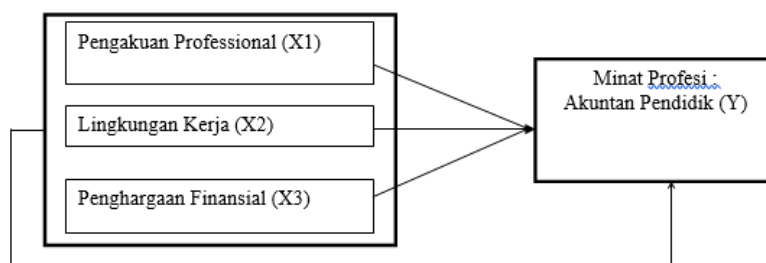 Pengakuan Professional (X1)
Lingkungan Kerja (X2)
Penghargaan Finansial (X3)
Minat Profesi :
Akuntan Pendidik (Y)